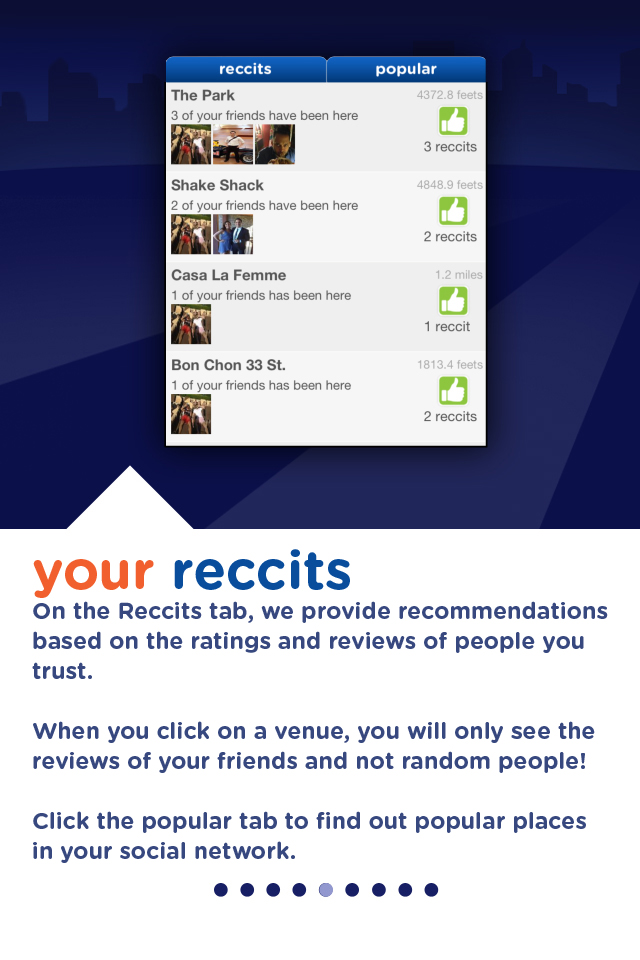 reccits popular
The Park 4372.8 feets
3 of your friends have been here
3 reccits
Shake Shack 4848.9 feets
2 of your friends have been here
2 reccits
Casa La Femme 1.2 miles
1 of your friends has been here
1 reccit
Bon Chon 33 St. 1813.4 feets
1 of your friends has been here
2 reccits
your reccits
On the Reccits tab, we provide recommendations
based on the ratings and reviews of people you
trust.
When you click on a venue, you will only see the
reviews of your friends and not random people!
Click the popular tab to find out popular places
in your social network.